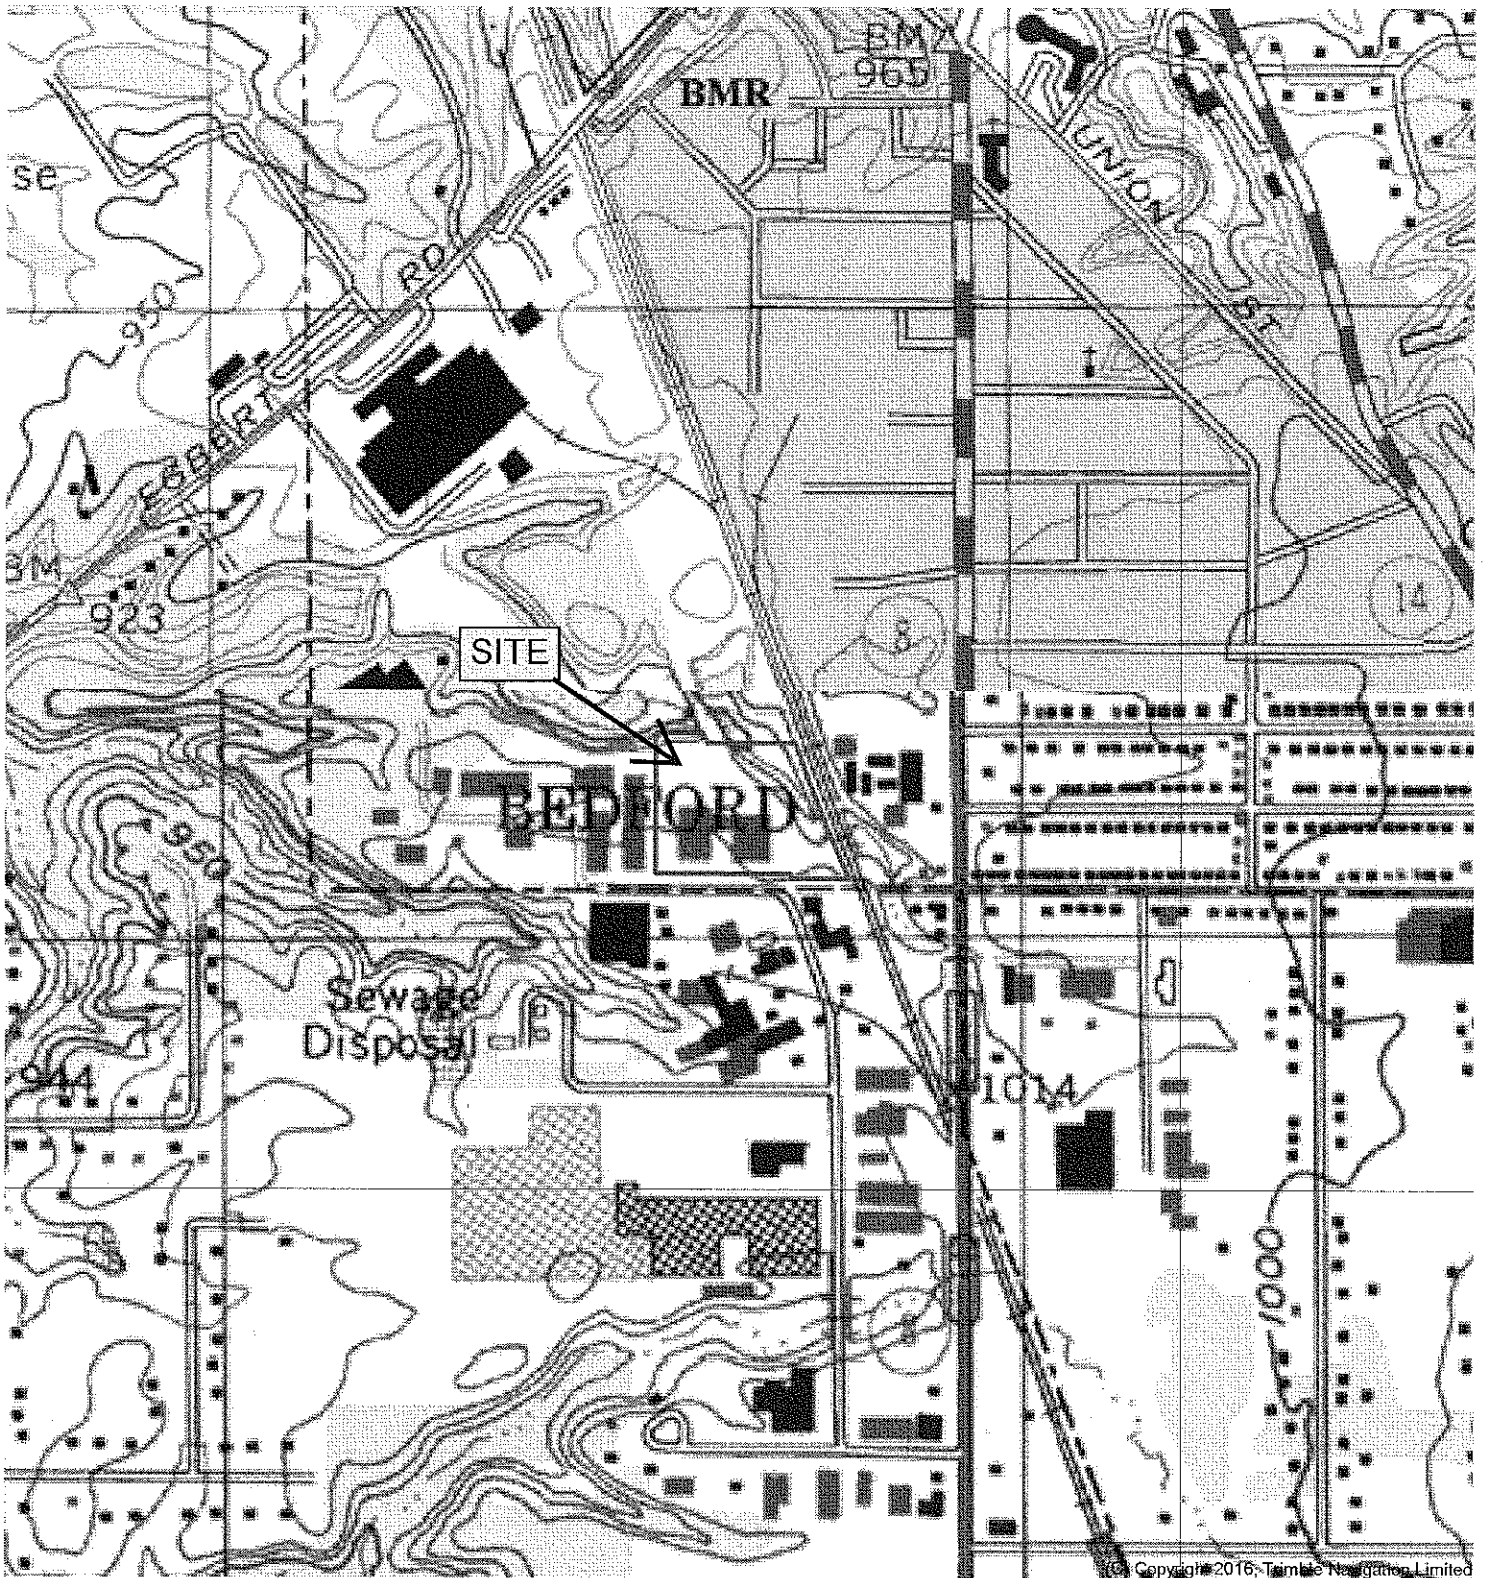 BM
965
BMR
UNION
ST
se
RD
950
EGBERT
BM
923
14
8
SITE
BEDFORD
950
Sewage
Disposal
944
1014
1000
(C) Copyright 2016, Trimble Navigation Limited